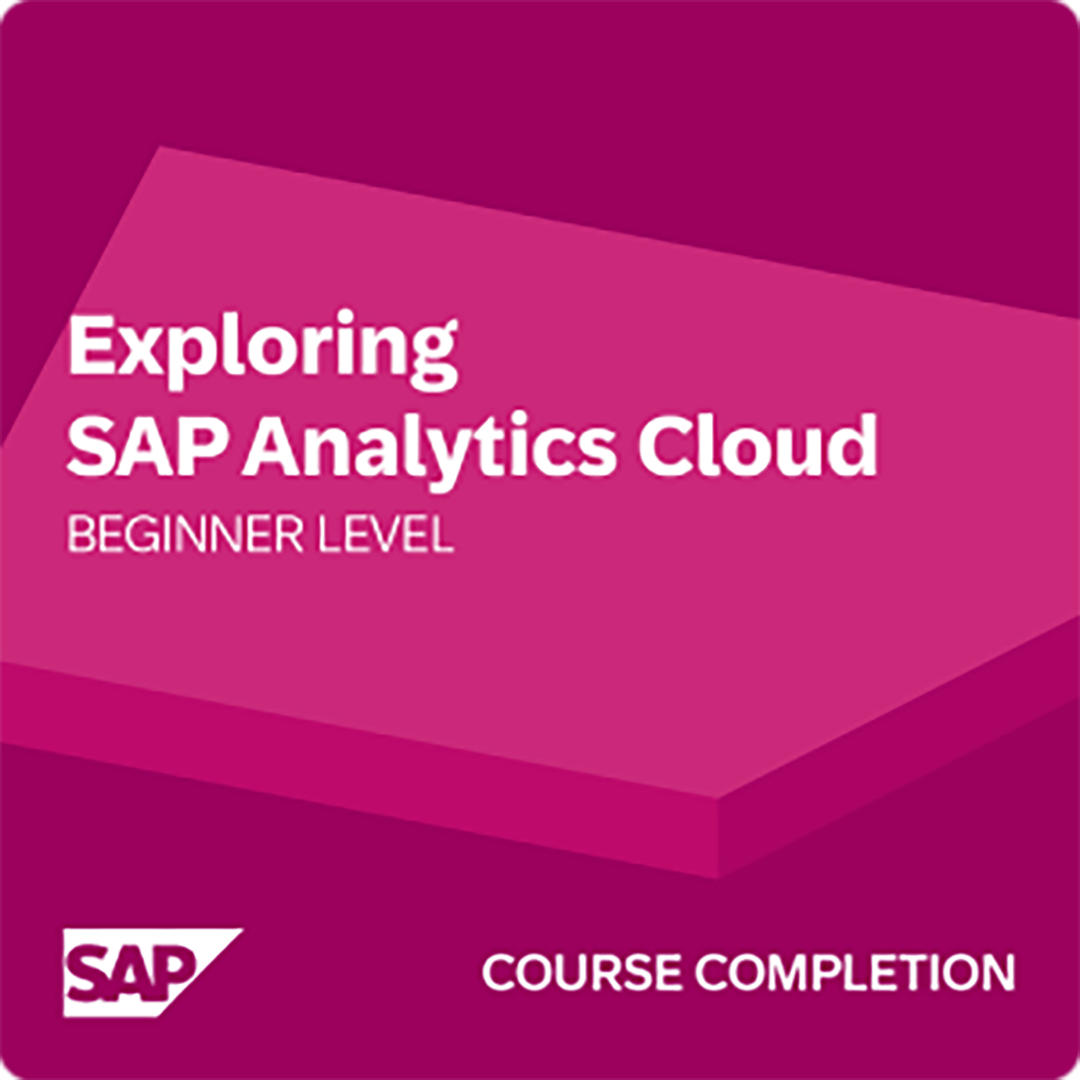 Exploring
SAP Analytics Cloud
BEGINNER LEVEL
SAP
COURSE COMPLETION